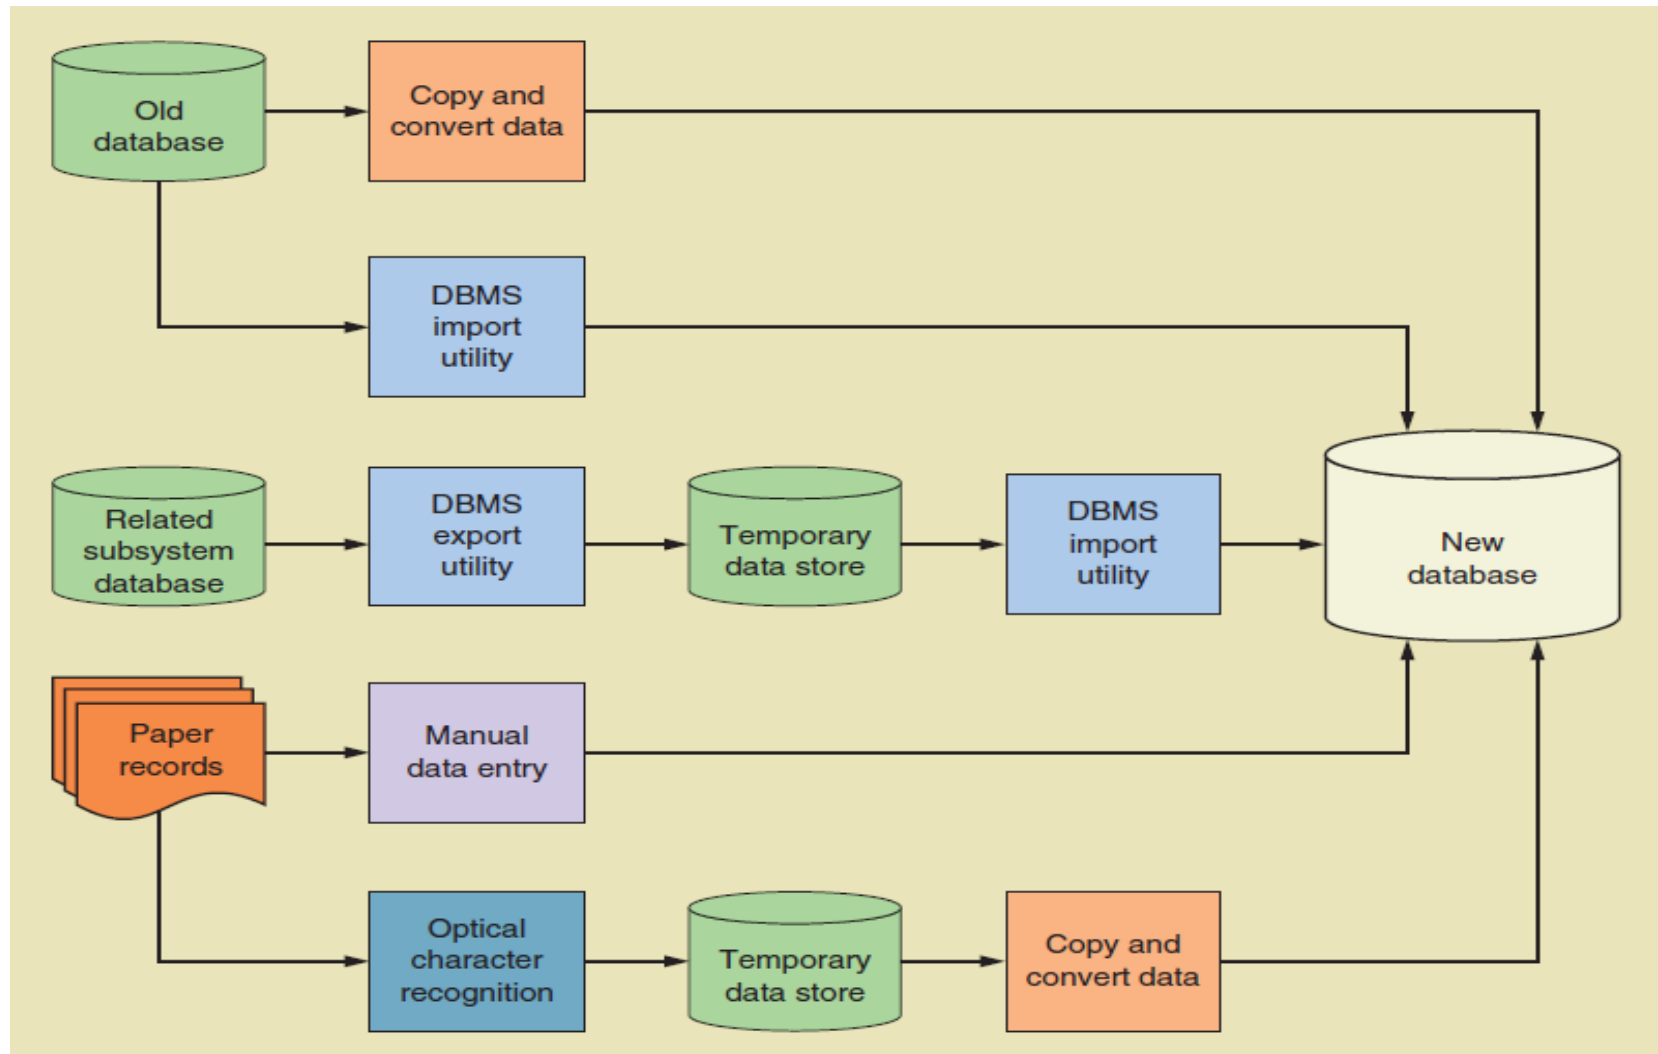 Old
database
Copy and
convert data
DBMS
import
utility
Related
subsystem
database
DBMS
export
utility
Temporary
data store
DBMS
import
utility
New
database
Paper
records
Manual
data entry
Optical
character
recognition
Temporary
data store
Copy and
convert data